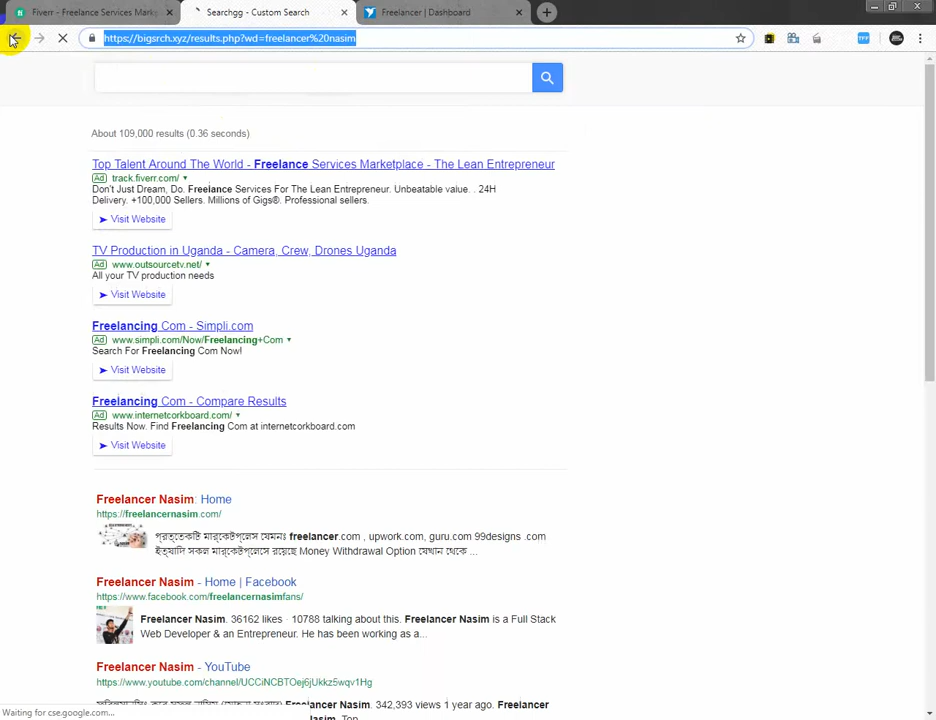 Fiverr - Freelance Services Mark
Searchgg - Custom Search
Freelancer | Dashboard
https://bigsrch.xyz/results.php?wd=freelancer%20nasim
TFF
About 109,000 results (0.36 seconds)
Top Talent Around The World - Freelance Services Marketplace - The Lean Entrepreneur
Ad track.fiverr.com/
Don't Just Dream, Do. Freelance Services For The Lean Entrepreneur. Unbeatable value. . 24H
Delivery. +100,000 Sellers. Millions of Gigs®. Professional sellers.
Visit Website
TV Production in Uganda - Camera, Crew, Drones Uganda
Ad www.outsourcetv.net/
All your TV production needs
Visit Website
Freelancing Com - Simpli.com
Ad www.simpli.com/Now/Freelancing+Com
Search For Freelancing Com Now!
Visit Website
Freelancing Com - Compare Results
Ad www.internetcorkboard.com/
Results Now. Find Freelancing Com at internetcorkboard.com
Visit Website
Freelancer Nasim: Home
https://freelancernasim.com/
প্রত্তেকটি মার্কেটপ্লেস যেমনঃ freelancer.com , upwork.com, guru.com 99designs .com
ইত্যাদি সকল মার্কেটপ্লেসে রয়েছে Money Withdrawal Option যেখান থেকে ...
Freelancer Nasim - Home | Facebook
https://www.facebook.com/freelancernasimfans/
Freelancer Nasim. 36162 likes · 10788 talking about this. Freelancer Nasim is a Full Stack
Web Developer & an Entrepreneur. He has been working as a...
Freelancer Nasim - YouTube
https://www.youtube.com/channel/UCCiNCBTOej6jUkkz5wqv1Hg
Freelancer Nasim. 342,393 views 1 year ago. Freelancer
Nasim. Top
Waiting for cse.google.com...